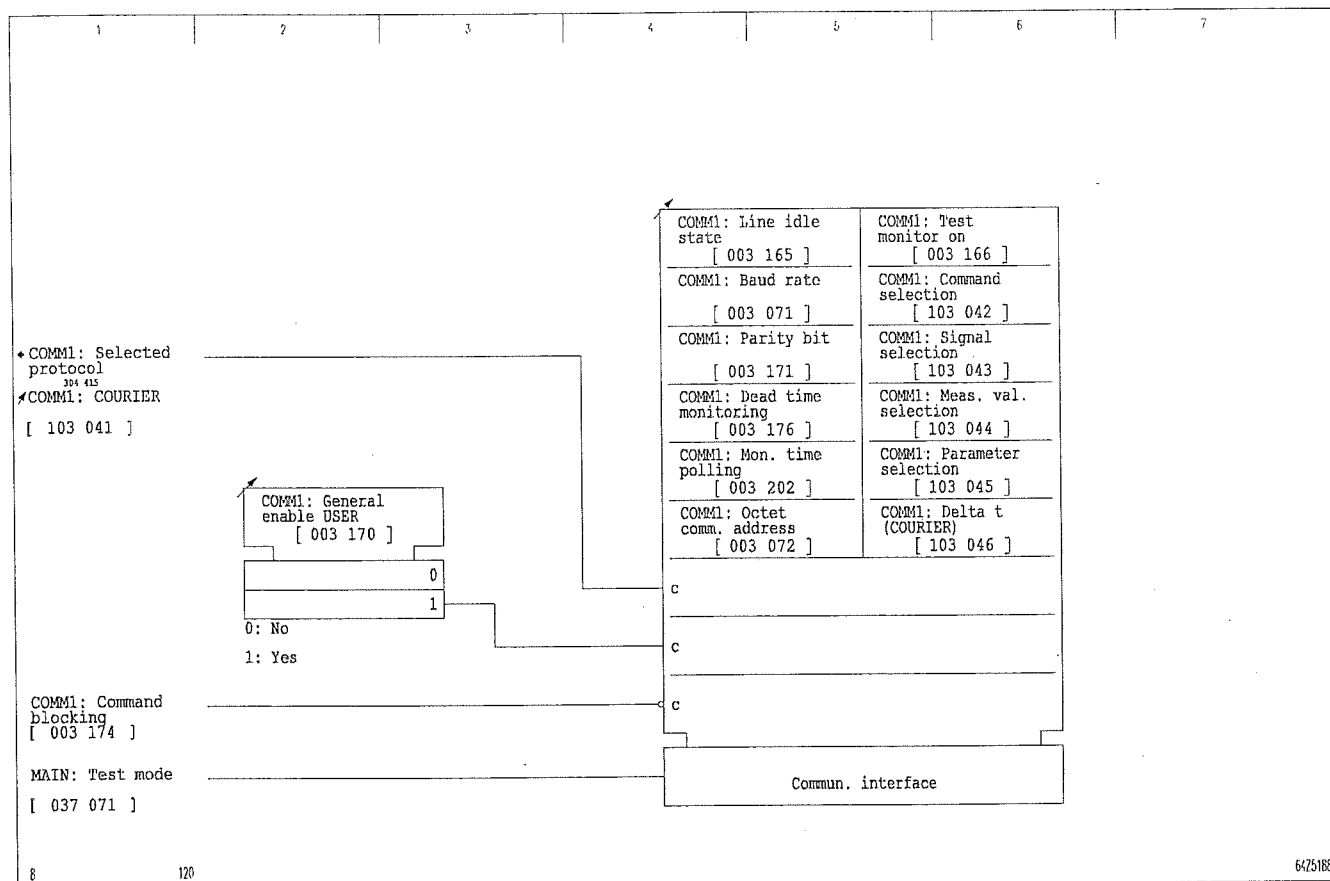 1 2 3 4 5 6 7
COMM1: Line idle
state
[ 003 165 ]
COMM1: Test
monitor on
[ 003 166 ]
COMM1: Baud rate
[ 003 071 ]
COMM1: Command
selection
[ 103 042 ]
COMM1: Parity bit
[ 003 171 ]
COMM1: Signal
selection
[ 103 043 ]
COMM1: Dead time
monitoring
[ 003 176 ]
COMM1: Meas. val.
selection
[ 103 044 ]
COMM1: Mon. time
polling
[ 003 202 ]
COMM1: Parameter
selection
[ 103 045 ]
COMM1: Octet
comm. address
[ 003 072 ]
COMM1: Delta t
(COURIER)
[ 103 046 ]
COMM1: Selected
protocol
304 415
COMM1: COURIER
[ 103 041 ]
COMM1: General
enable USER
[ 003 170 ]
0
1
0: No
1: Yes
c
c
c
COMM1: Command
blocking
[ 003 174 ]
MAIN: Test mode
[ 037 071 ]
Commun. interface
8 120
64Z5188